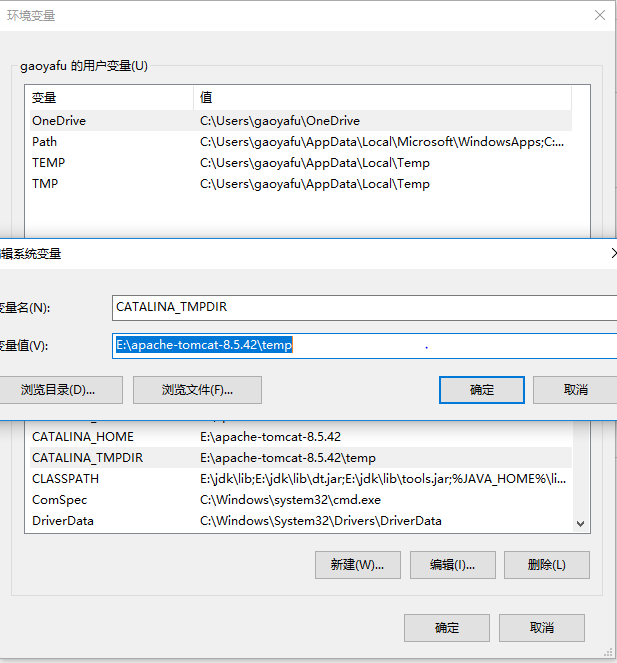 环境变量
gaoyafu 的用户变量(U)
变量 值
OneDrive C:\Users\gaoyafu\OneDrive
Path C:\Users\gaoyafu\AppData\Local\Microsoft\WindowsApps;C:...
TEMP C:\Users\gaoyafu\AppData\Local\Temp
TMP C:\Users\gaoyafu\AppData\Local\Temp
辑系统变量
变量名(N): CATALINA_TMPDIR
变量值(V): E:\apache-tomcat-8.5.42\temp
浏览目录(D)... 浏览文件(F)... 确定 取消
CATALINA_HOME E:\apache-tomcat-8.5.42
CATALINA_TMPDIR E:\apache-tomcat-8.5.42\temp
CLASSPATH E:\jdk\lib;E:\jdk\lib\dt.jar;E:\jdk\lib\tools.jar;%JAVA_HOME%\li...
ComSpec C:\Windows\system32\cmd.exe
DriverData C:\Windows\System32\Drivers\DriverData
新建(W)... 编辑(I)... 删除(L)
确定 取消